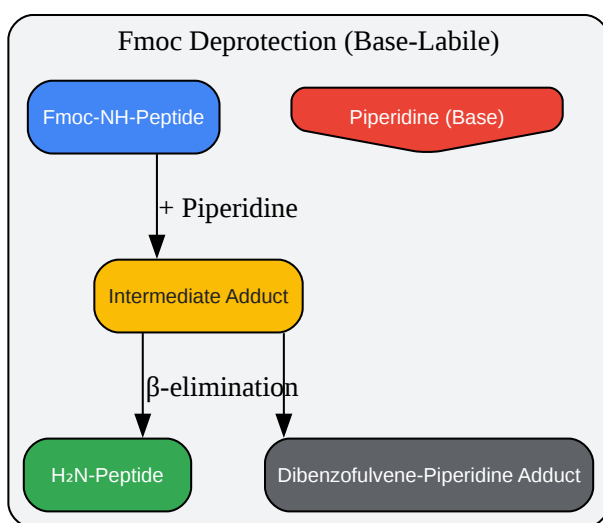 Fmoc Deprotection (Base-Labile)
Fmoc-NH-Peptide
Piperidine (Base)
+ Piperidine
Intermediate Adduct
β-elimination
H₂N-Peptide
Dibenzofulvene-Piperidine Adduct